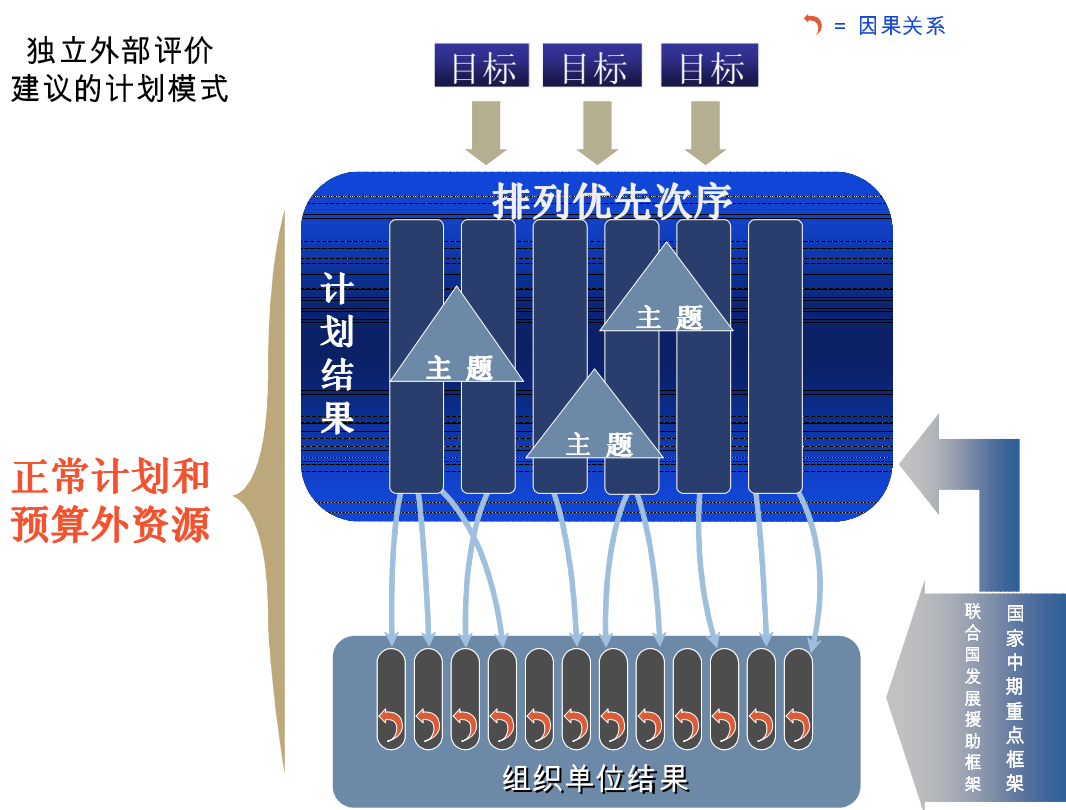 = 因果关系
独立外部评价
建议的计划模式
目标
目标
目标
排列优先次序
计划结果
主 题
主 题
主 题
正常计划和
预算外资源
国家中期重点框架
联合国发展援助框架
组织单位结果